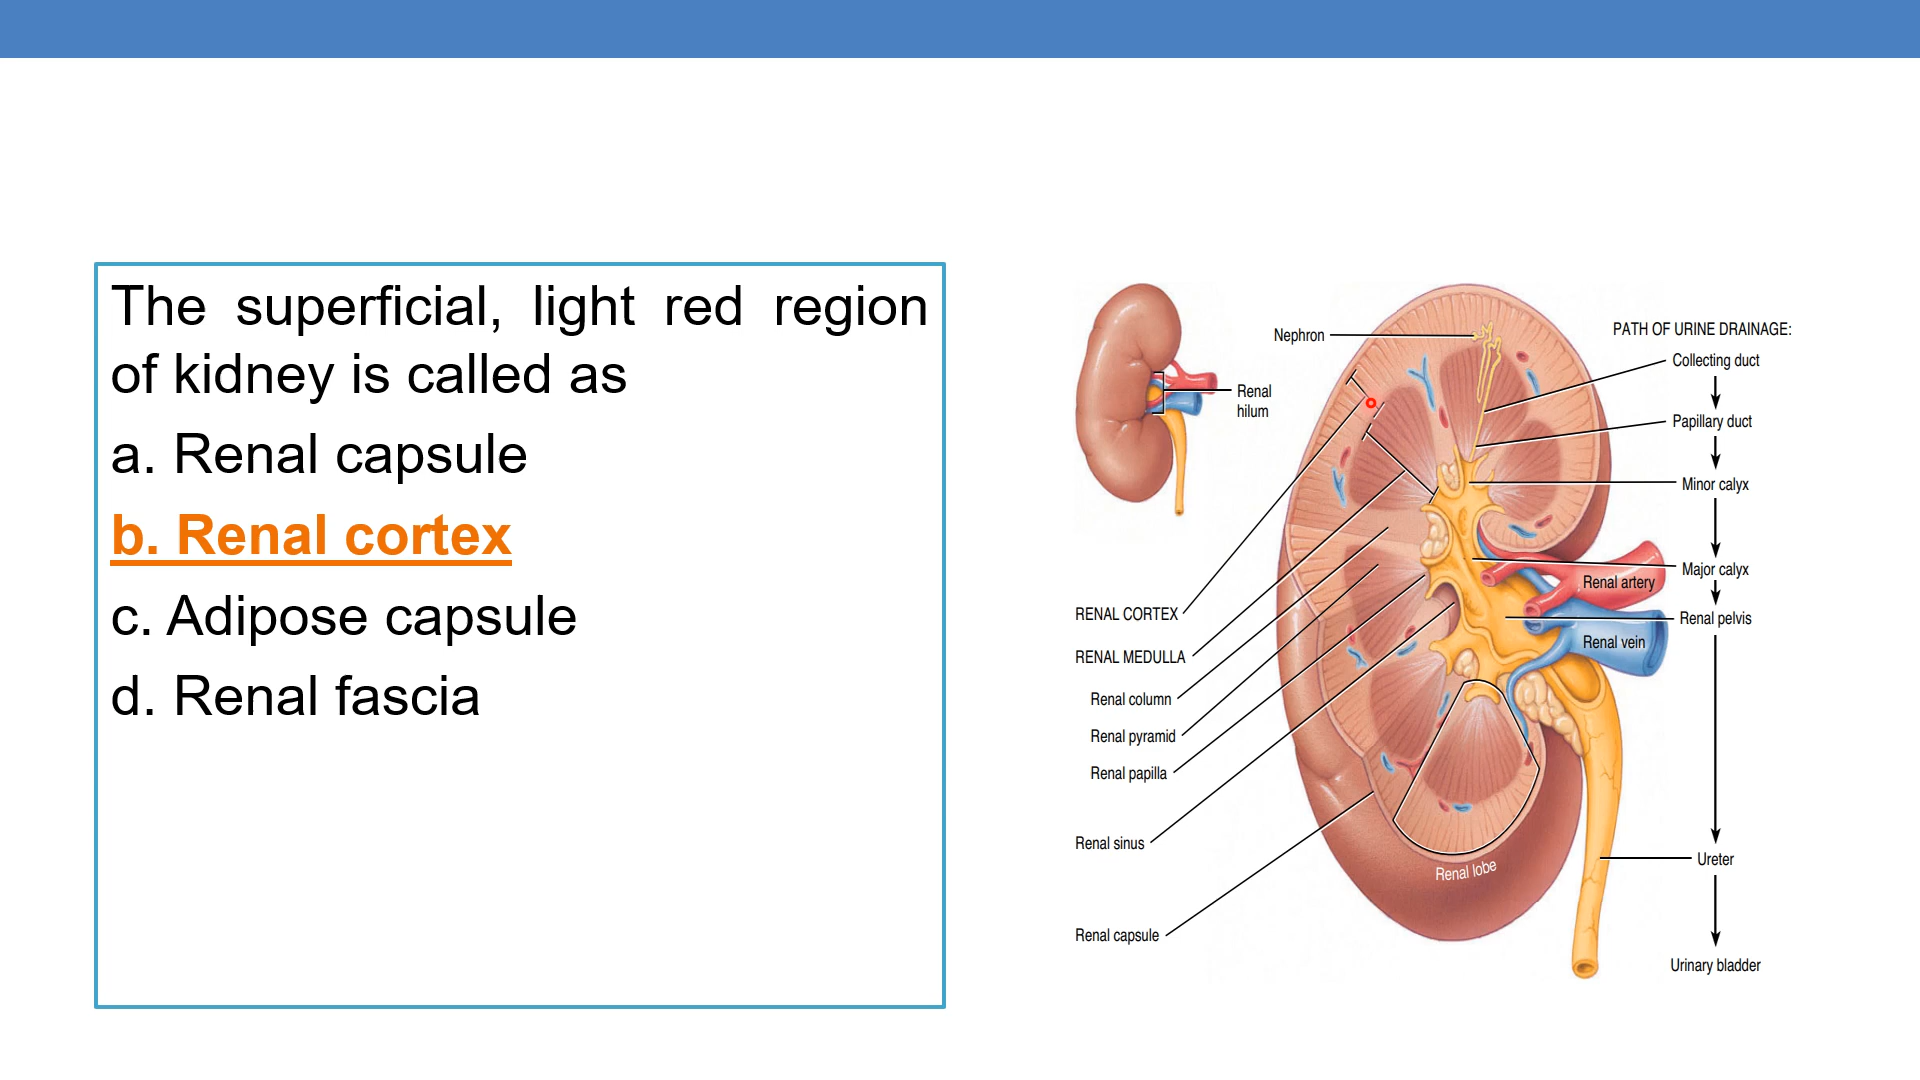 The superficial, light red region
of kidney is called as
a. Renal capsule
b. Renal cortex
c. Adipose capsule
d. Renal fascia
Renal
hilum
Nephron
RENAL CORTEX
RENAL MEDULLA
Renal column
Renal pyramid
Renal papilla
Renal sinus
Renal capsule
Renal lobe
Renal artery
Renal vein
PATH OF URINE DRAINAGE:
Collecting duct
Papillary duct
Minor calyx
Major calyx
Renal pelvis
Ureter
Urinary bladder